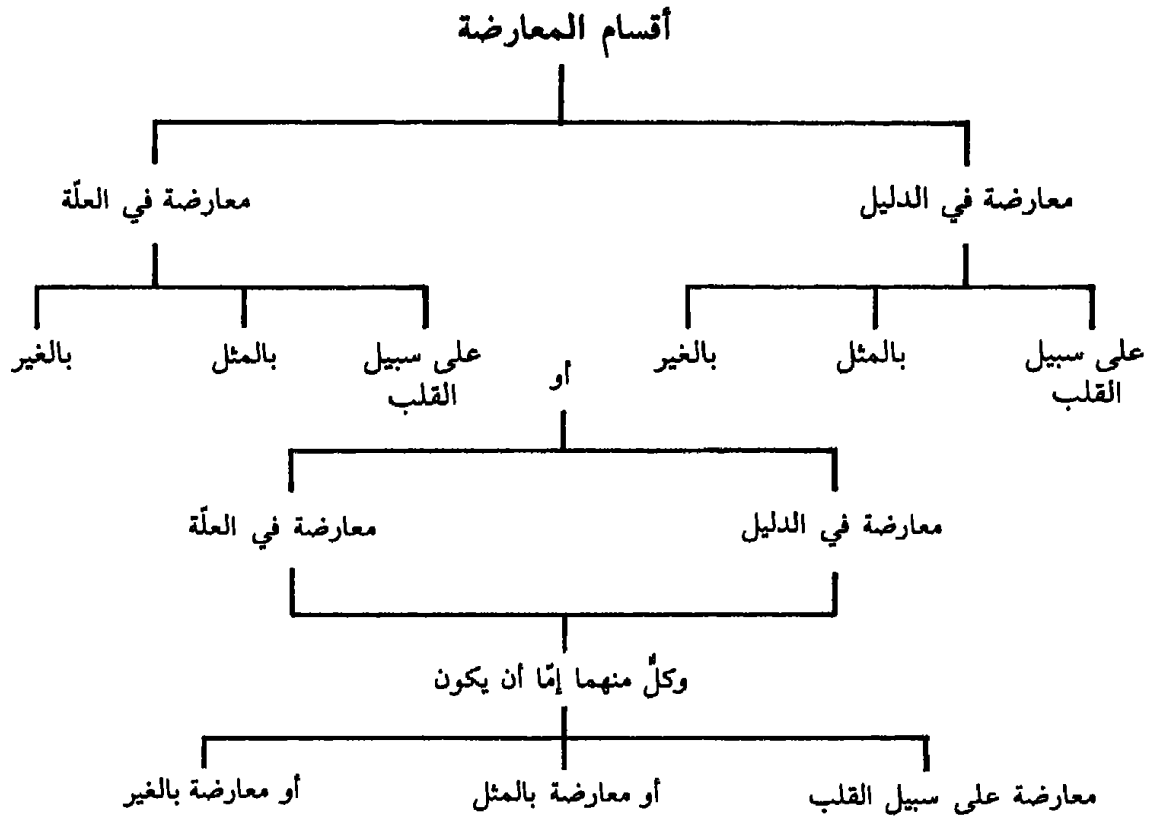 أقسام المعارضة
معارضة في الدليل معارضة في العلّة
على سبيل بالمثل بالغير على سبيل بالمثل بالغير
القلب القلب
أو
معارضة في الدليل معارضة في العلّة
وكلٌّ منهما إمّا أن يكون
معارضة على سبيل القلب أو معارضة بالمثل أو معارضة بالغير